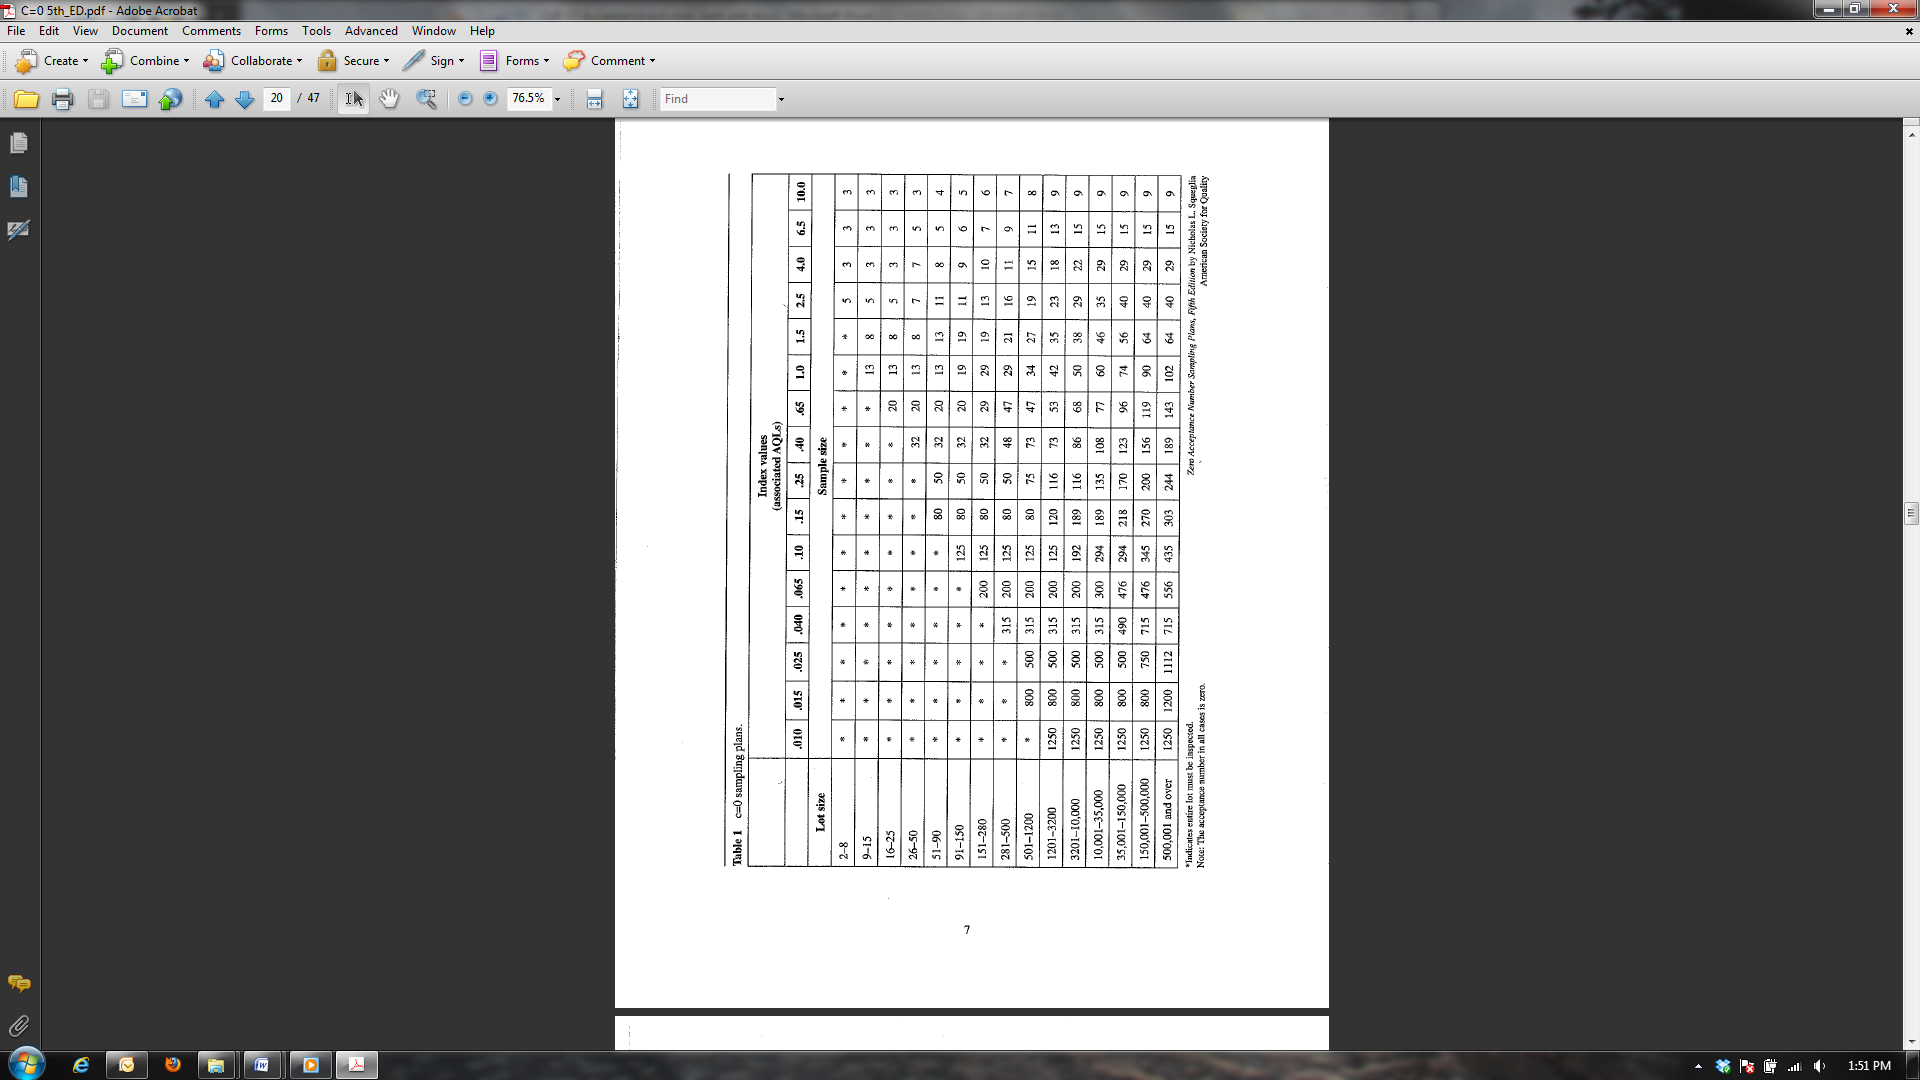 C=0 5th_ED.pdf - Adobe Acrobat
File Edit View Document Comments Forms Tools Advanced Window Help
Create Combine Collaborate Secure Sign Forms Comment
20 / 47 76.5% Find
Table 1 c=0 sampling plans.
Index values
(associated AQLs)
.010 .015 .025 .040 .065 .10 .15 .25 .40 .65 1.0 1.5 2.5 4.0 6.5 10.0
Lot size Sample size
2–8 * * * * * * * * * * * * 5 3 3 3
9–15 * * * * * * * * * * 13 8 5 3 3 3
16–25 * * * * * * * * * 20 13 8 5 3 3 3
26–50 * * * * * * * * 32 20 13 8 7 7 5 3
51–90 * * * * * * 80 50 32 20 13 13 11 8 5 4
91–150 * * * * * 125 80 50 32 20 19 19 11 9 6 5
151–280 * * * * 200 125 80 50 32 29 29 19 13 10 7 6
281–500 * * * 315 200 125 80 50 48 47 29 21 16 11 9 7
501–1200 * 800 500 315 200 125 80 75 73 47 34 27 19 15 11 8
1201–3200 1250 800 500 315 200 125 120 116 73 53 42 35 23 18 13 9
3201–10,000 1250 800 500 315 200 192 189 116 86 68 50 38 29 22 15 9
10,001–35,000 1250 800 500 315 300 294 189 135 108 77 60 46 35 29 15 9
35,001–150,000 1250 800 500 490 476 294 218 170 123 96 74 56 40 29 15 9
150,001–500,000 1250 800 750 715 476 345 270 200 156 119 90 64 40 29 15 9
500,001 and over 1250 1200 1112 715 556 435 303 244 189 143 102 64 40 29 15 9
*Indicates entire lot must be inspected.
Note: The acceptance number in all cases is zero.
Zero Acceptance Number Sampling Plans, Fifth Edition by Nicholas L. Squeglia
American Society for Quality
7
1:51 PM